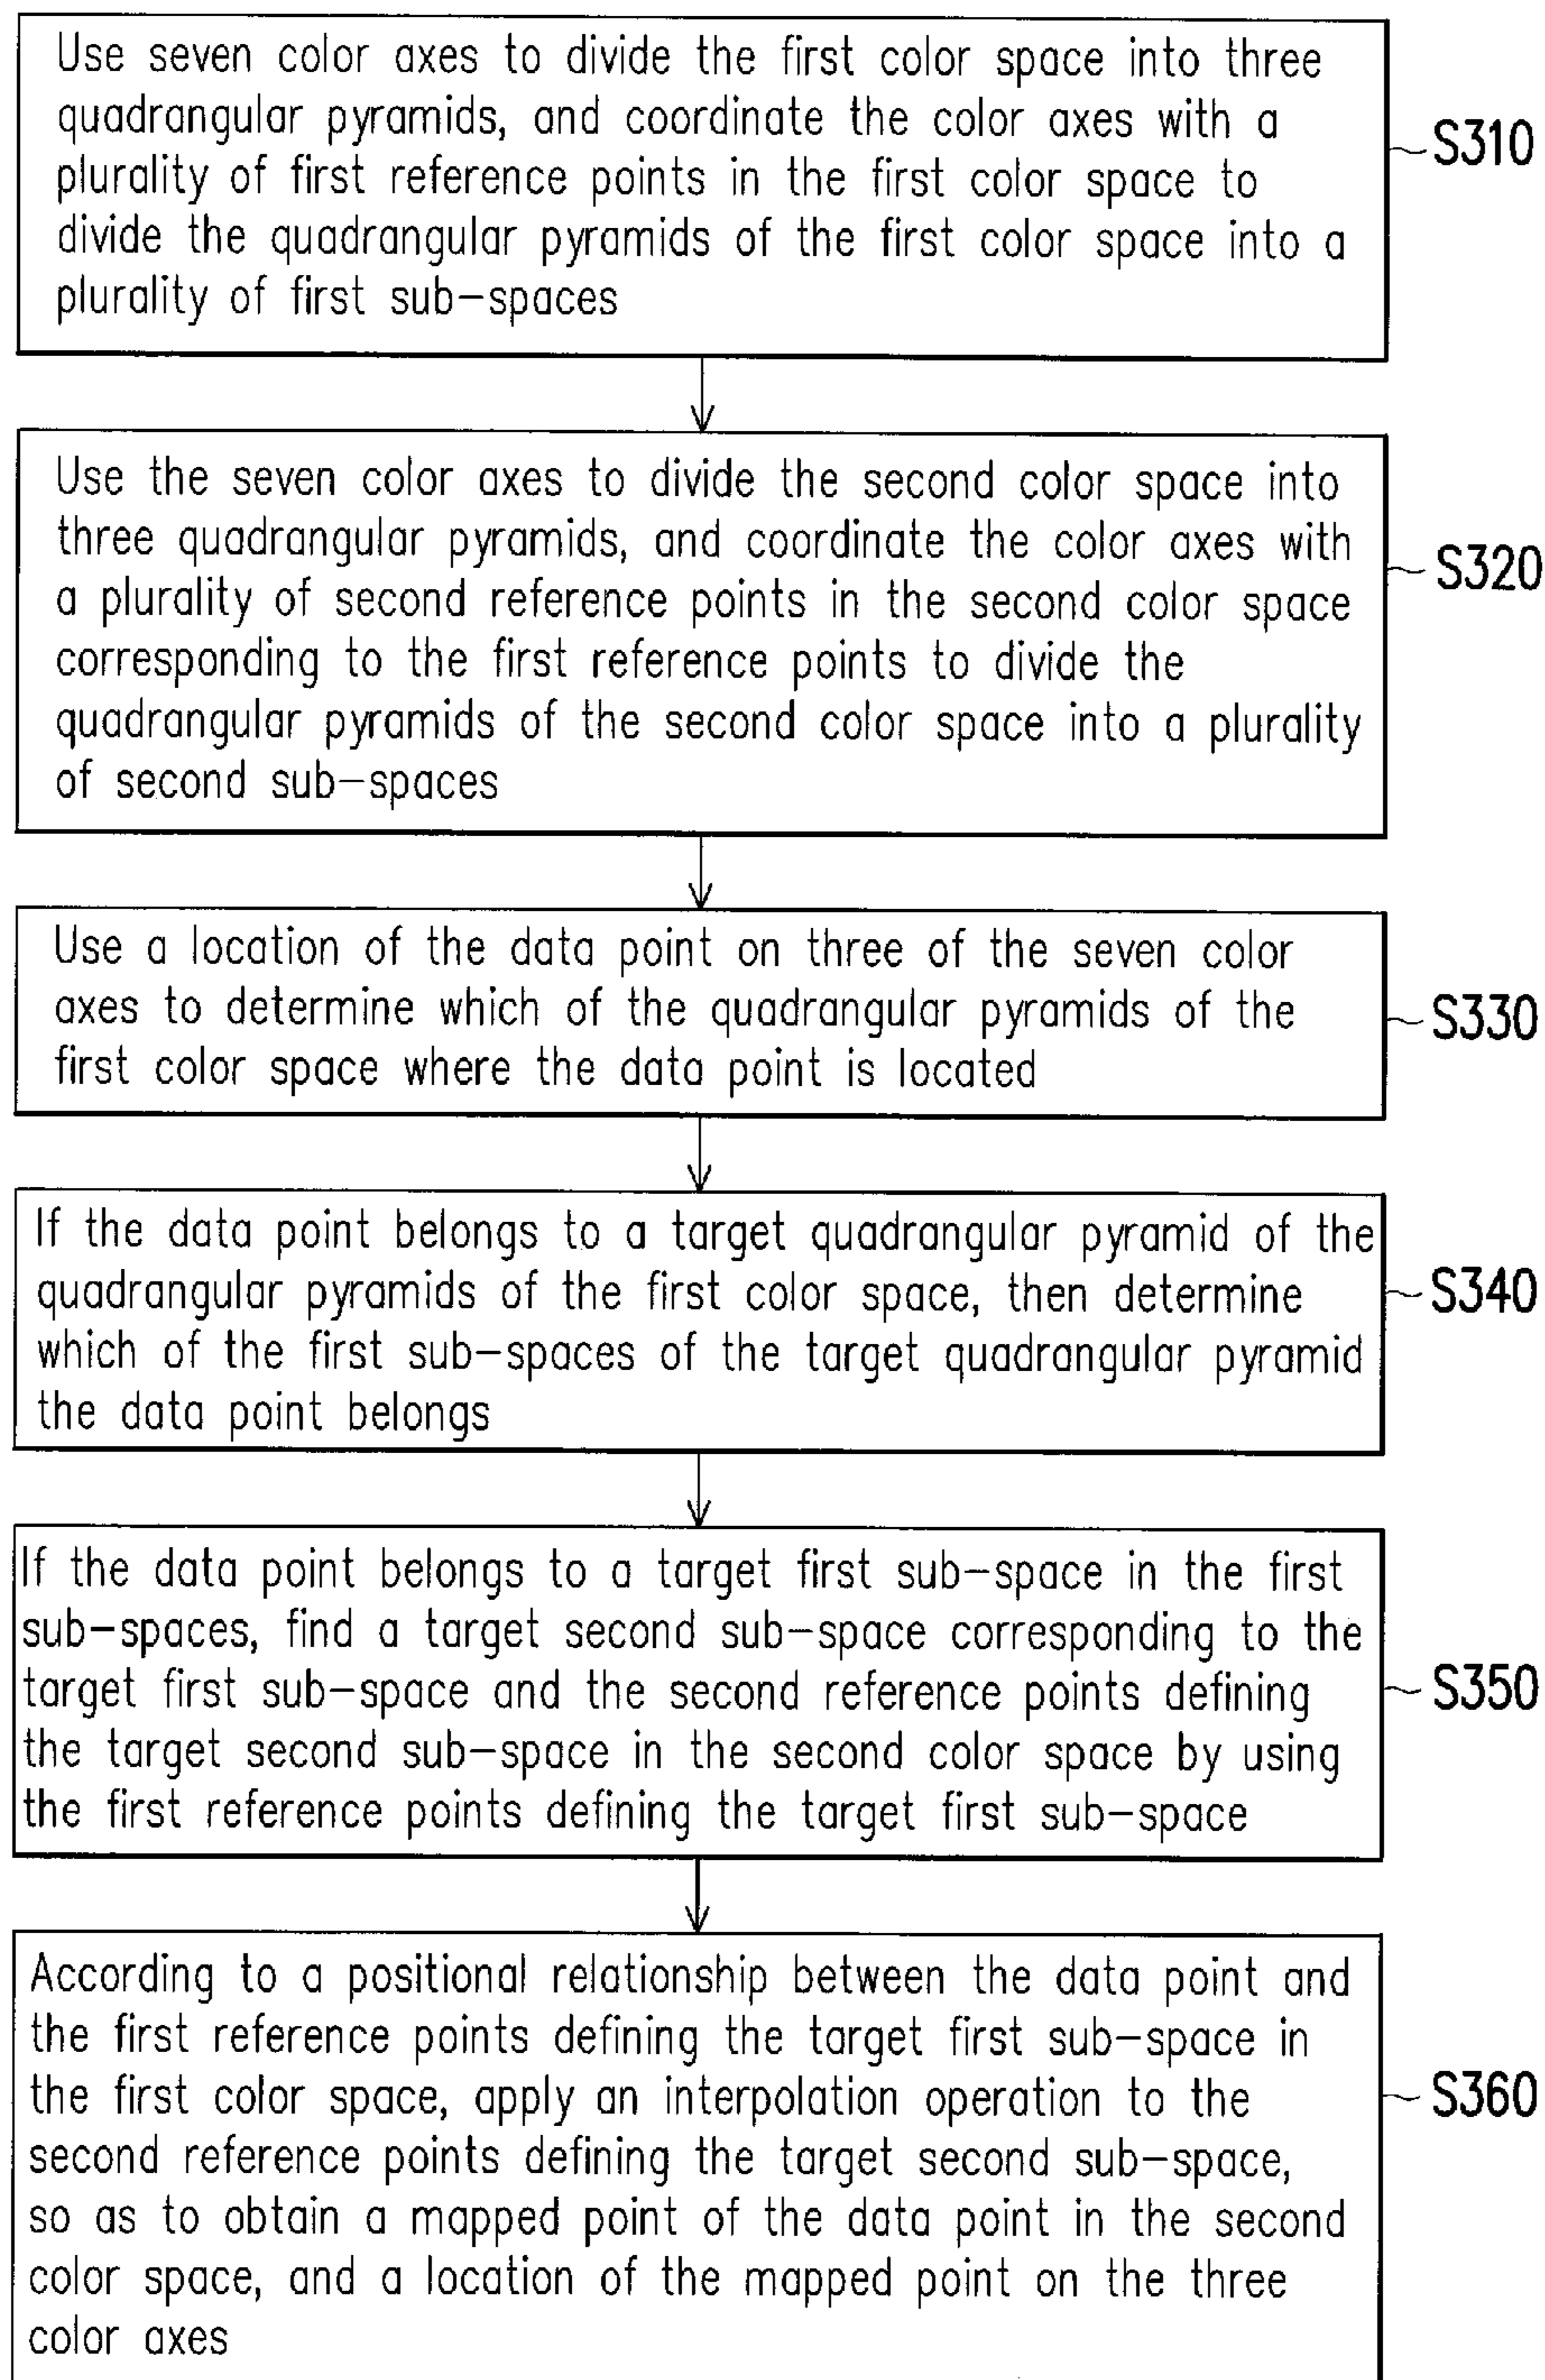 Use seven color axes to divide the first color space into three
quadrangular pyramids, and coordinate the color axes with a
plurality of first reference points in the first color space to
divide the quadrangular pyramids of the first color space into a
plurality of first sub-spaces
S310
Use the seven color axes to divide the second color space into
three quadrangular pyramids, and coordinate the color axes with
a plurality of second reference points in the second color space
corresponding to the first reference points to divide the
quadrangular pyramids of the second color space into a plurality
of second sub-spaces
S320
Use a location of the data point on three of the seven color
axes to determine which of the quadrangular pyramids of the
first color space where the data point is located
S330
If the data point belongs to a target quadrangular pyramid of the
quadrangular pyramids of the first color space, then determine
which of the first sub-spaces of the target quadrangular pyramid
the data point belongs
S340
If the data point belongs to a target first sub-space in the first
sub-spaces, find a target second sub-space corresponding to the
target first sub-space and the second reference points defining
the target second sub-space in the second color space by using
the first reference points defining the target first sub-space
S350
According to a positional relationship between the data point and
the first reference points defining the target first sub-space in
the first color space, apply an interpolation operation to the
second reference points defining the target second sub-space,
so as to obtain a mapped point of the data point in the second
color space, and a location of the mapped point on the three
color axes
S360